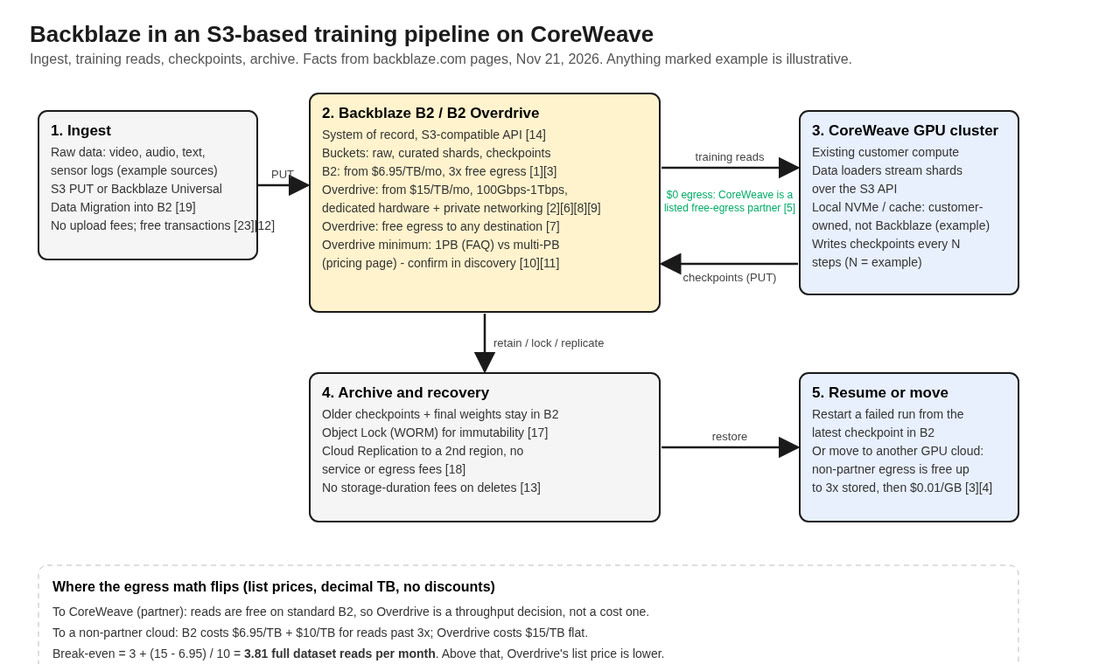 Backblaze in an S3-based training pipeline on CoreWeave
Ingest, training reads, checkpoints, archive. Facts from backblaze.com pages, Nov 21, 2026. Anything marked example is illustrative.
1. Ingest
Raw data: video, audio, text,
sensor logs (example sources)
S3 PUT or Backblaze Universal
Data Migration into B2 [19]
No upload fees; free transactions [23][12]
PUT
2. Backblaze B2 / B2 Overdrive
System of record, S3-compatible API [14]
Buckets: raw, curated shards, checkpoints
B2: from $6.95/TB/mo, 3x free egress [1][3]
Overdrive: from $15/TB/mo, 100Gbps-1Tbps,
dedicated hardware + private networking [2][6][8][9]
Overdrive: free egress to any destination [7]
Overdrive minimum: 1PB (FAQ) vs multi-PB
(pricing page) - confirm in discovery [10][11]
training reads
$0 egress: CoreWeave is a
listed free-egress partner [5]
checkpoints (PUT)
3. CoreWeave GPU cluster
Existing customer compute
Data loaders stream shards
over the S3 API
Local NVMe / cache: customer-
owned, not Backblaze (example)
Writes checkpoints every N
steps (N = example)
retain / lock / replicate
4. Archive and recovery
Older checkpoints + final weights stay in B2
Object Lock (WORM) for immutability [17]
Cloud Replication to a 2nd region, no
service or egress fees [18]
No storage-duration fees on deletes [13]
restore
5. Resume or move
Restart a failed run from the
latest checkpoint in B2
Or move to another GPU cloud:
non-partner egress is free up
to 3x stored, then $0.01/GB [3][4]
Where the egress math flips (list prices, decimal TB, no discounts)
To CoreWeave (partner): reads are free on standard B2, so Overdrive is a throughput decision, not a cost one.
To a non-partner cloud: B2 costs $6.95/TB + $10/TB for reads past 3x; Overdrive costs $15/TB flat.
Break-even = 3 + (15 - 6.95) / 10 = 3.81 full dataset reads per month. Above that, Overdrive's list price is lower.